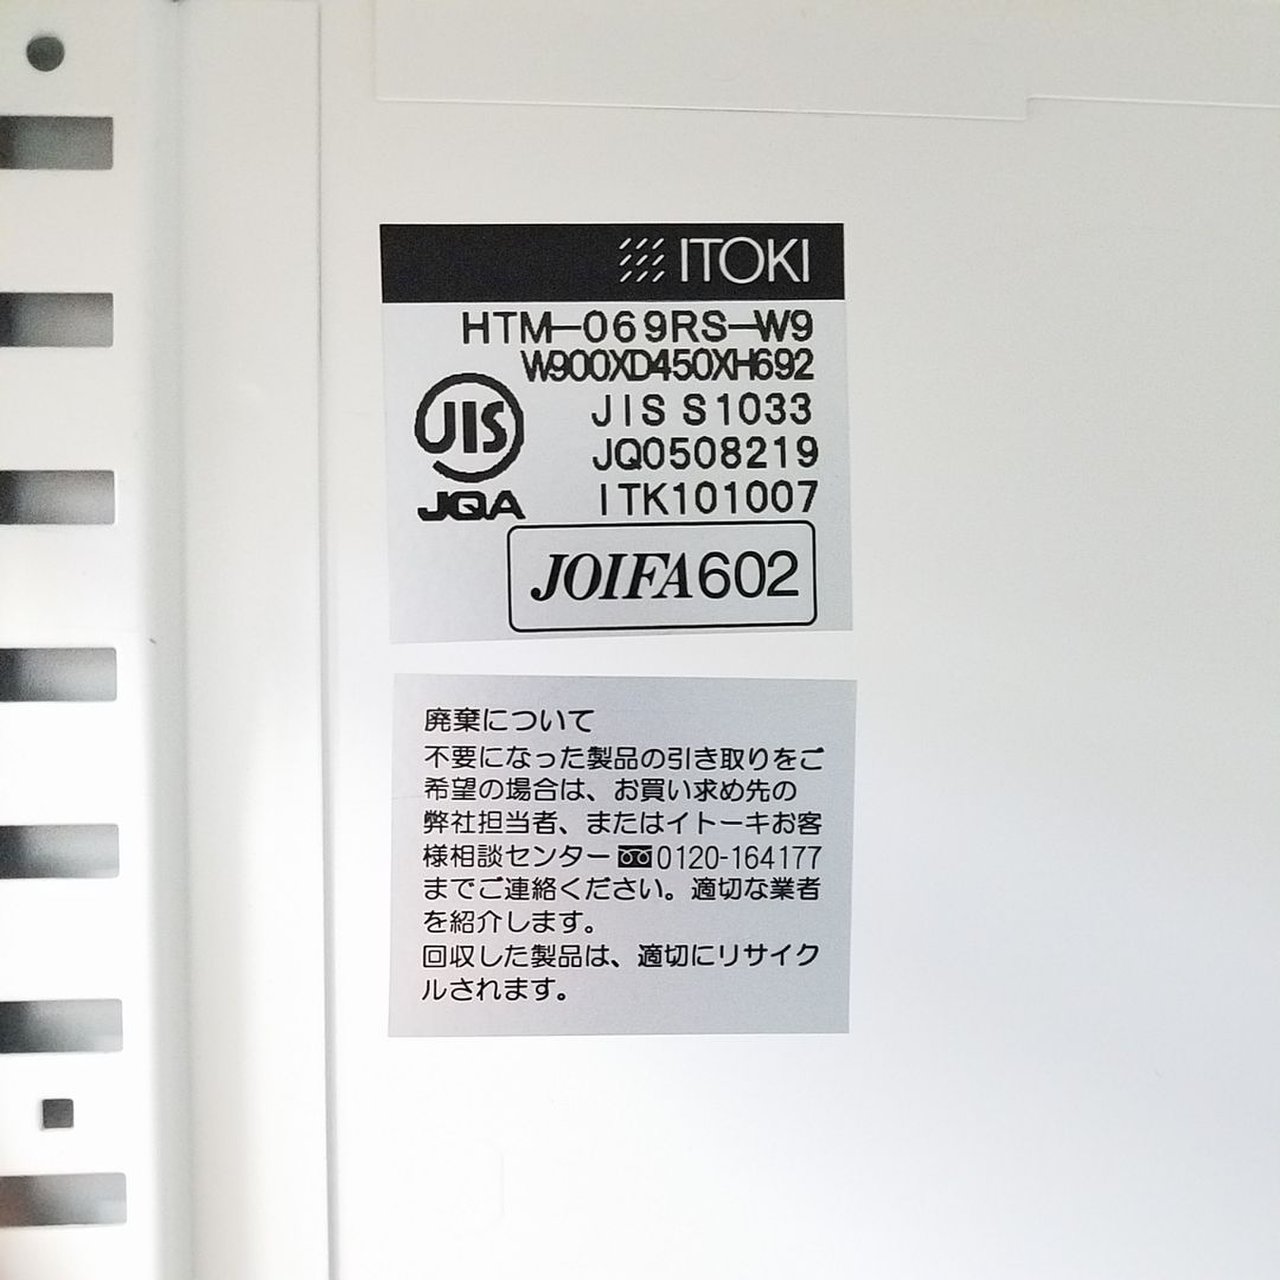 ITOKI
HTM-069RS-W9
W900XD450XH692
JIS
JIS S1033
JQ0508219
JQA
ITK101007
JOIFA602
廃棄について
不要になった製品の引き取りをご
希望の場合は、お買い求め先の
弊社担当者、またはイトーキお客
様相談センター 0120-164177
までご連絡ください。適切な業者
を紹介します。
回収した製品は、適切にリサイク
ルされます。